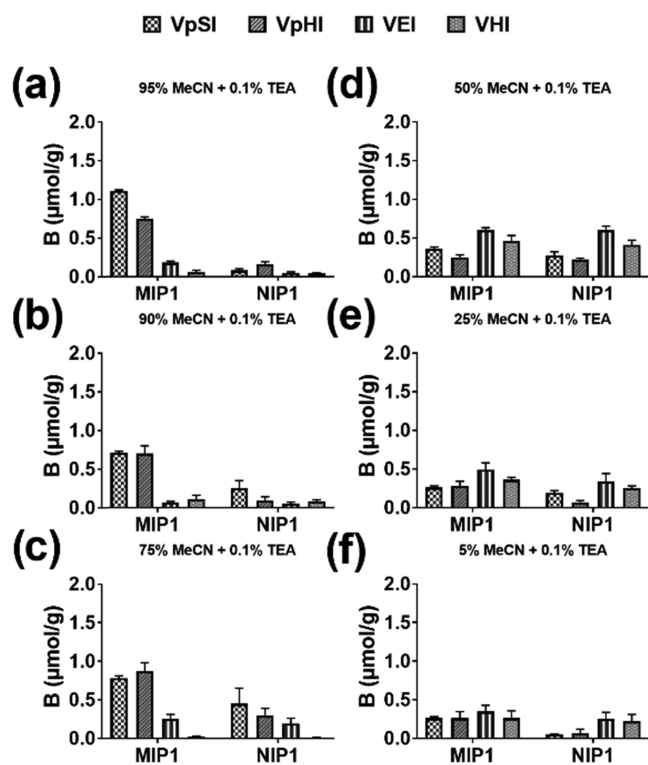 VpSI VpHI VEI VHI
(a)
95% MeCN + 0.1% TEA
B (μmol/g)
2.0
1.5
1.0
0.5
0.0
MIP1 NIP1
(d)
50% MeCN + 0.1% TEA
B (μmol/g)
2.0
1.5
1.0
0.5
0.0
MIP1 NIP1
(b)
90% MeCN + 0.1% TEA
B (μmol/g)
2.0
1.5
1.0
0.5
0.0
MIP1 NIP1
(e)
25% MeCN + 0.1% TEA
B (μmol/g)
2.0
1.5
1.0
0.5
0.0
MIP1 NIP1
(c)
75% MeCN + 0.1% TEA
B (μmol/g)
2.0
1.5
1.0
0.5
0.0
MIP1 NIP1
(f)
5% MeCN + 0.1% TEA
B (μmol/g)
2.0
1.5
1.0
0.5
0.0
MIP1 NIP1